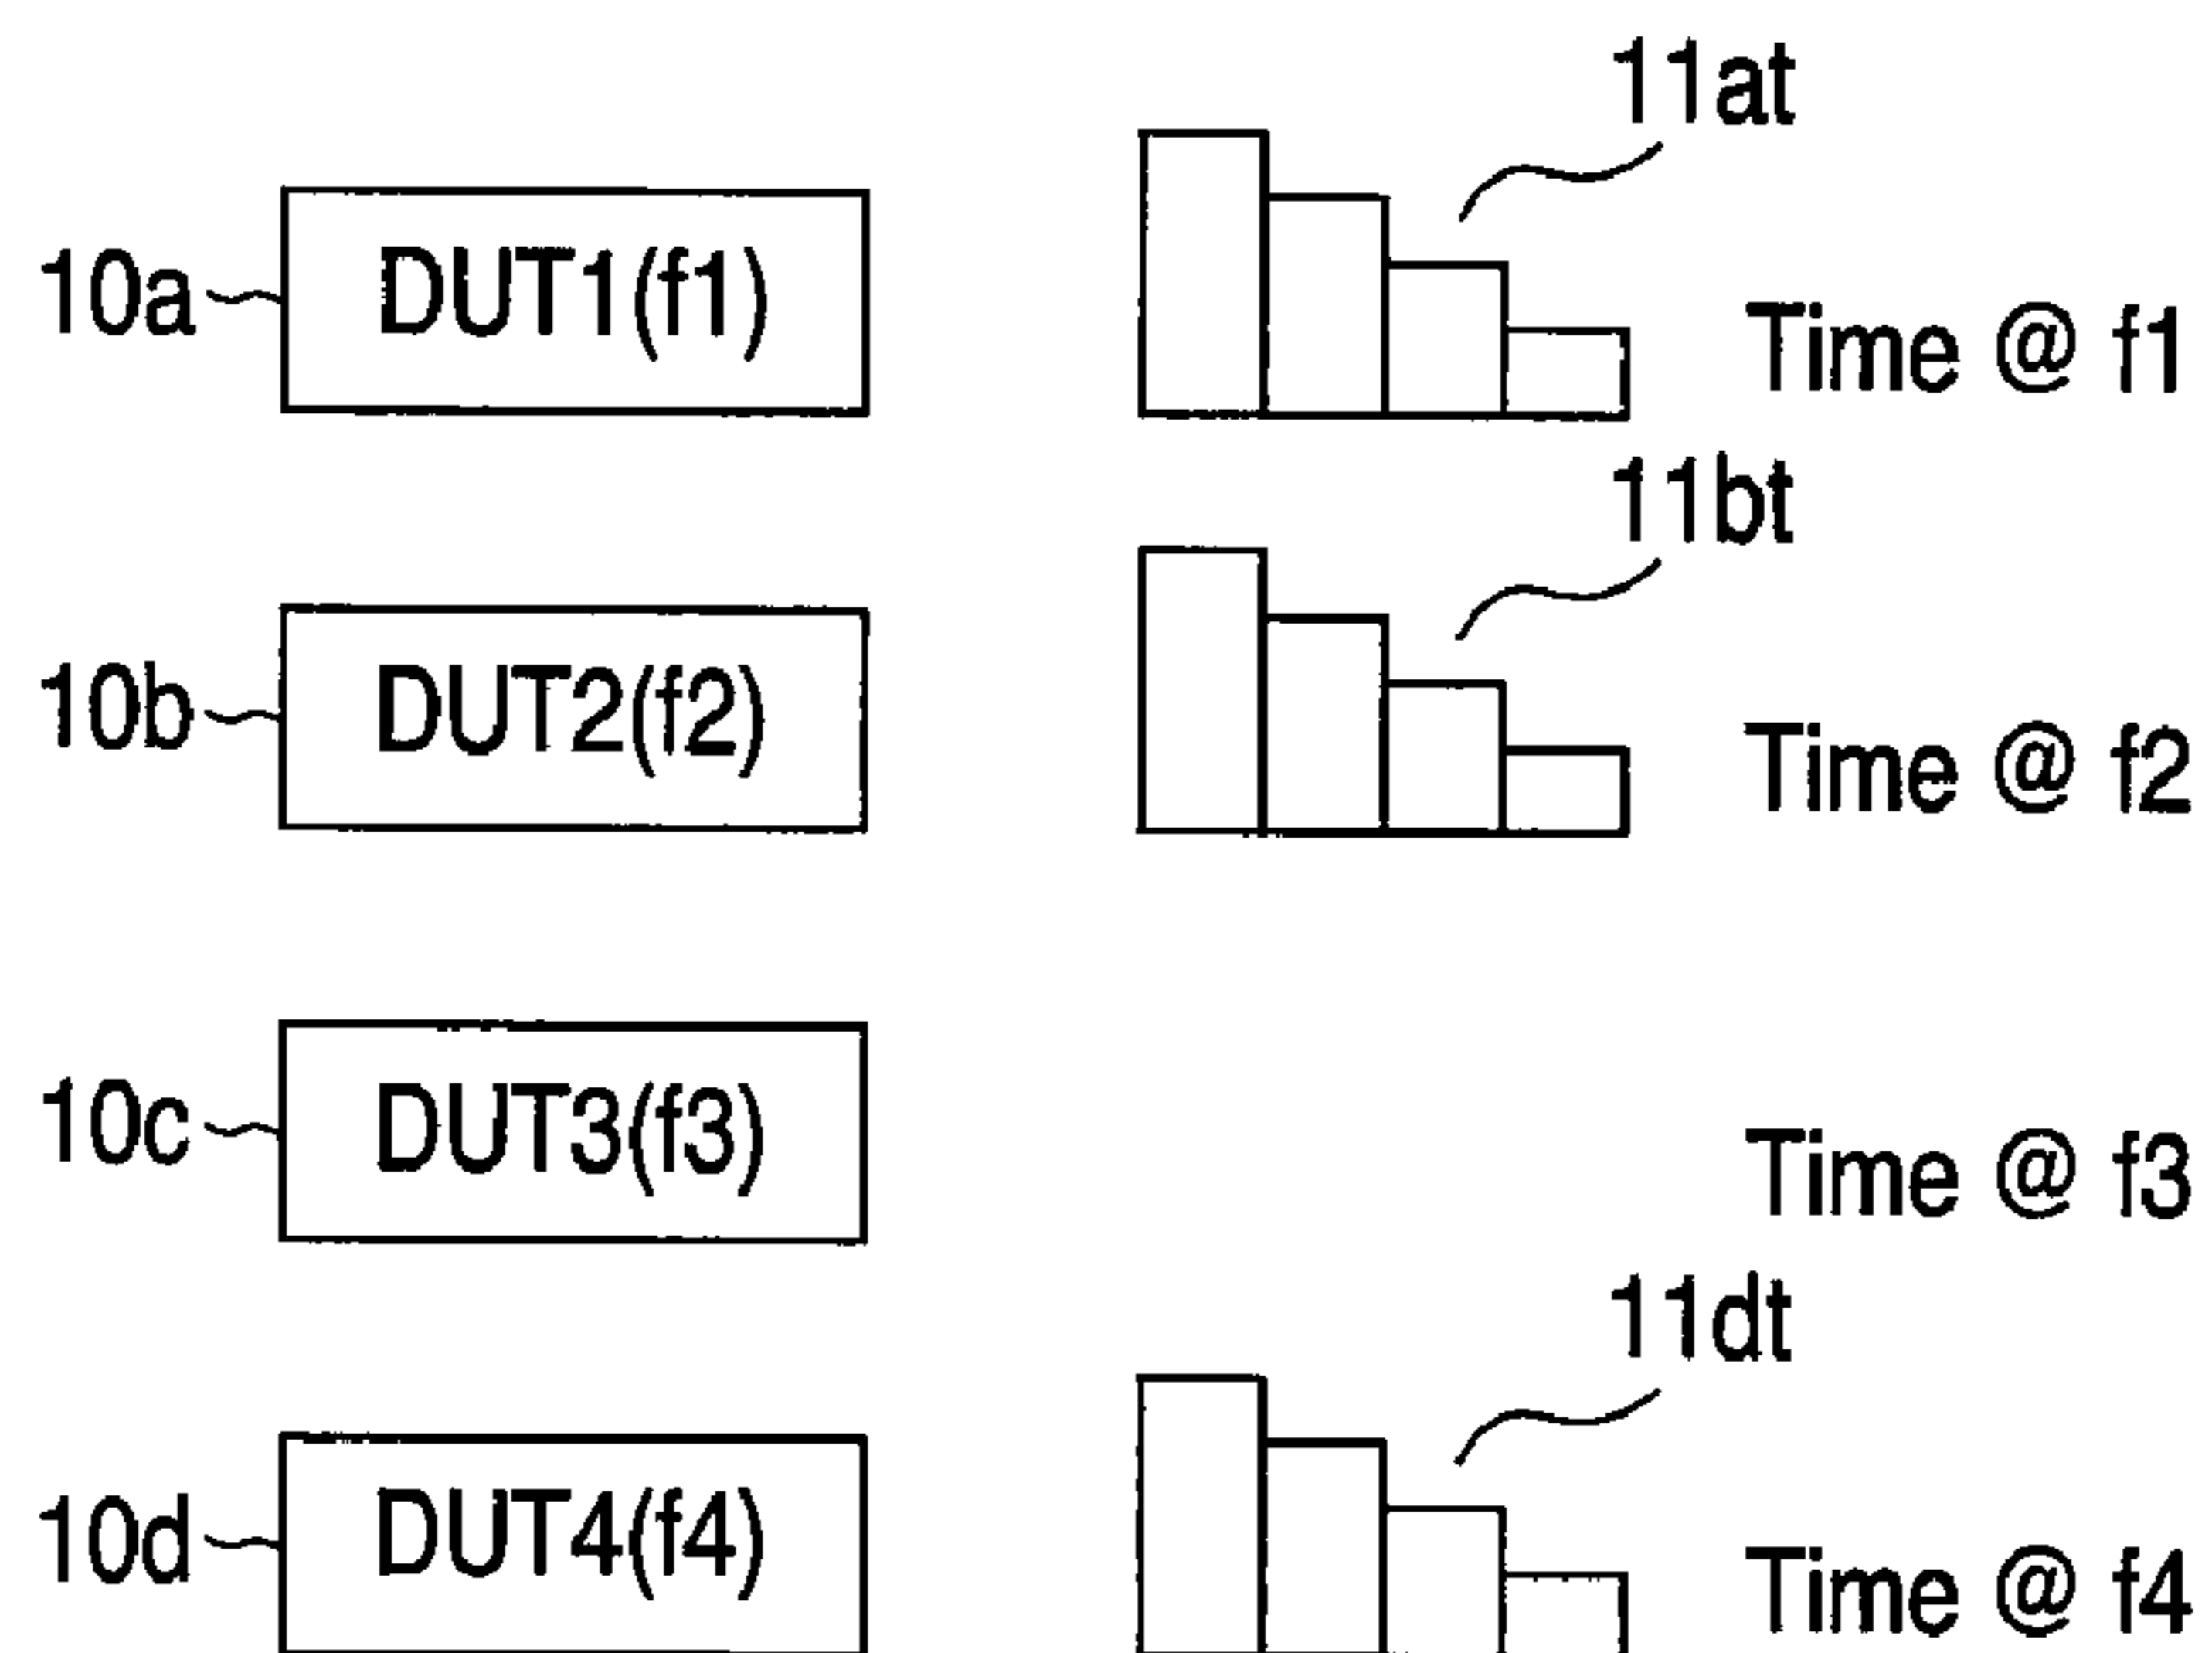 11at
10a DUT1(f1) Time @ f1
11bt
10b DUT2(f2) Time @ f2
10c DUT3(f3) Time @ f3
11dt
10d DUT4(f4) Time @ f4